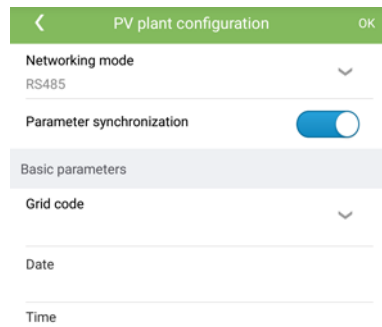 PV plant configuration OK
Networking mode
RS485
Parameter synchronization
Basic parameters
Grid code
Date
Time